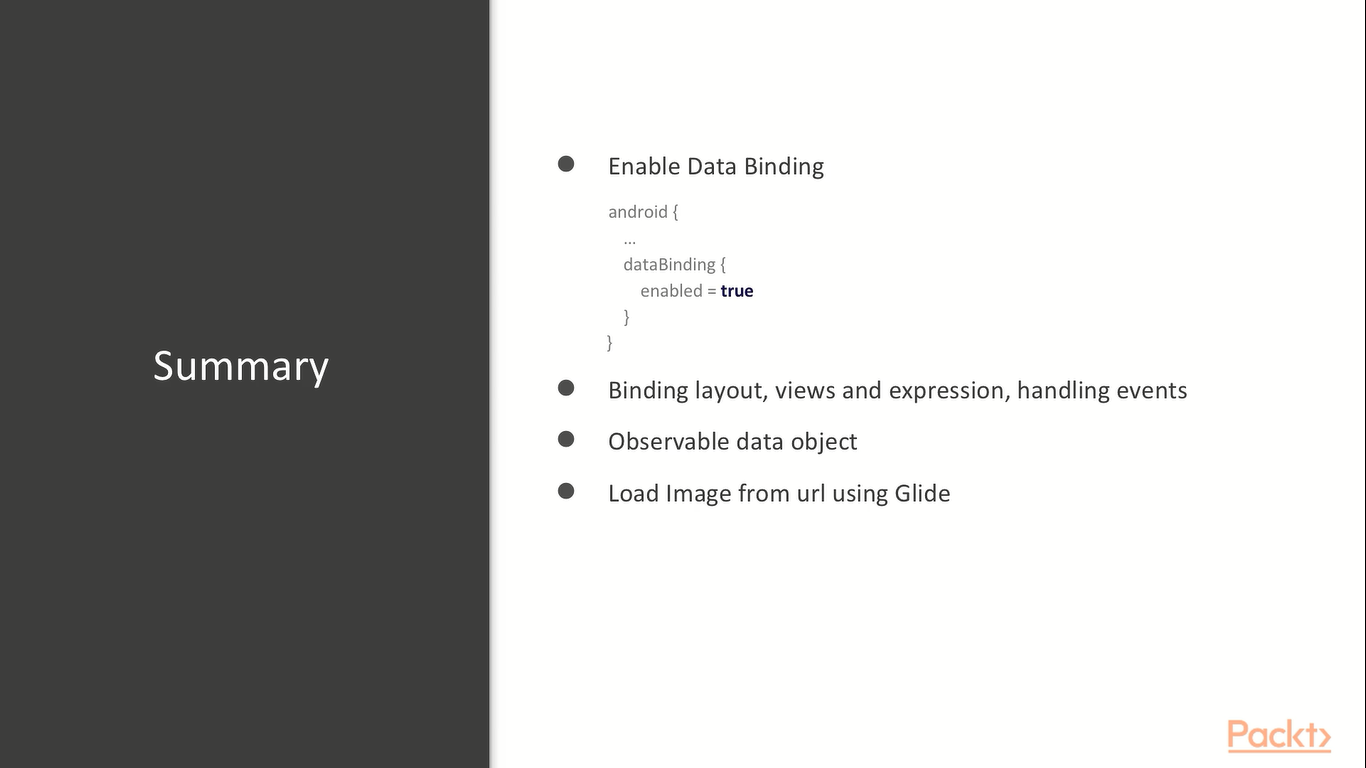 Summary
Enable Data Binding
android {
...
dataBinding {
enabled = true
}
}
Binding layout, views and expression, handling events
Observable data object
Load Image from url using Glide
Packt>